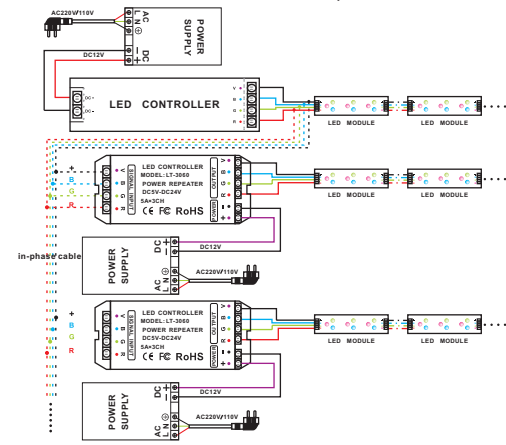 AC220V/110V
AC
L N
DC
− +
POWER
SUPPLY
DC12V
DC-
DC-
LED CONTROLLER
V
B
G
R
LED MODULE
LED MODULE
+
B
G
R
V
B
G
R
SIGNAL INPUT
LED CONTROLLER
MODEL: LT-3060
POWER REPEATER
DC5V-DC24V
5A×3CH
CE FC RoHS
OUTPUT
V
B
G
R
POWER
− +
LED MODULE
LED MODULE
in-phase cable
DC12V
POWER
SUPPLY
DC
+ −
AC
L N
AC220V/110V
+
B
G
R
V
B
G
R
SIGNAL INPUT
LED CONTROLLER
MODEL: LT-3060
POWER REPEATER
DC5V-DC24V
5A×3CH
CE FC RoHS
OUTPUT
V
B
G
R
POWER
− +
LED MODULE
LED MODULE
DC12V
POWER
SUPPLY
DC
+ −
AC
L N
AC220V/110V